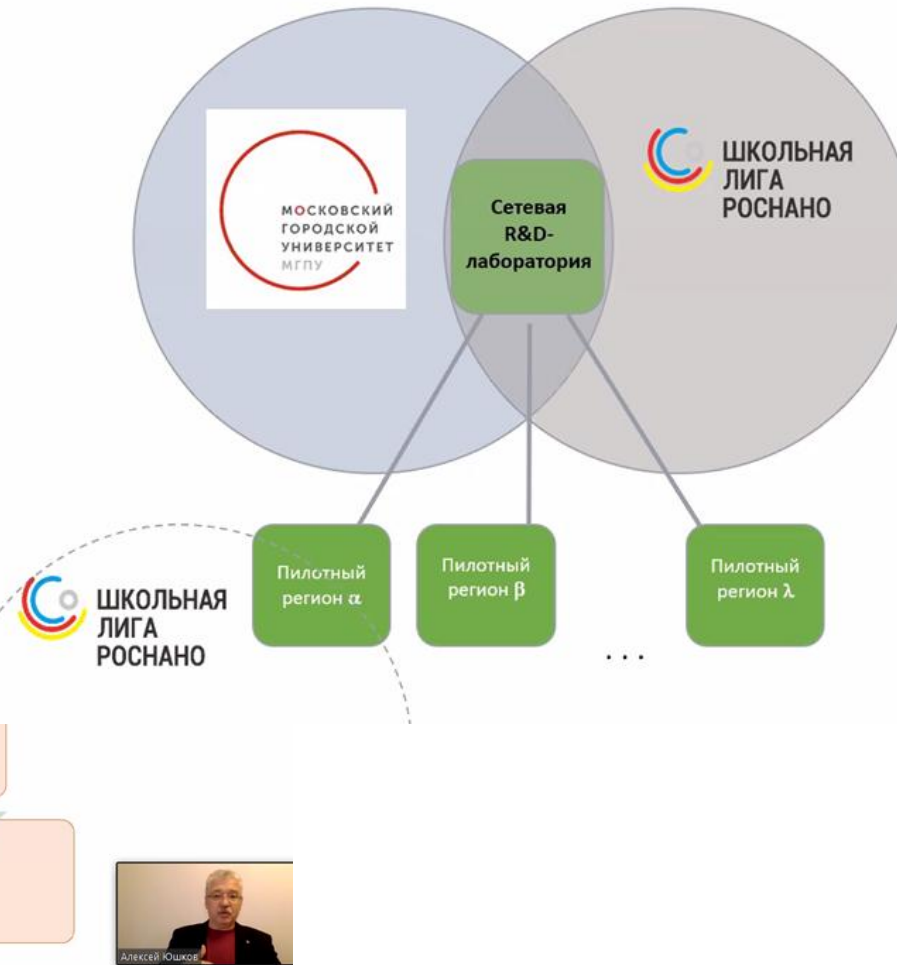 МОСКОВСКИЙ
ГОРОДСКОЙ
УНИВЕРСИТЕТ
МГПУ
Сетевая
R&D-
лаборатория
ШКОЛЬНАЯ
ЛИГА
РОСНАНО
ШКОЛЬНАЯ
ЛИГА
РОСНАНО
Пилотный
регион α
Пилотный
регион β
. . .
Пилотный
регион λ
Алексей Юшков